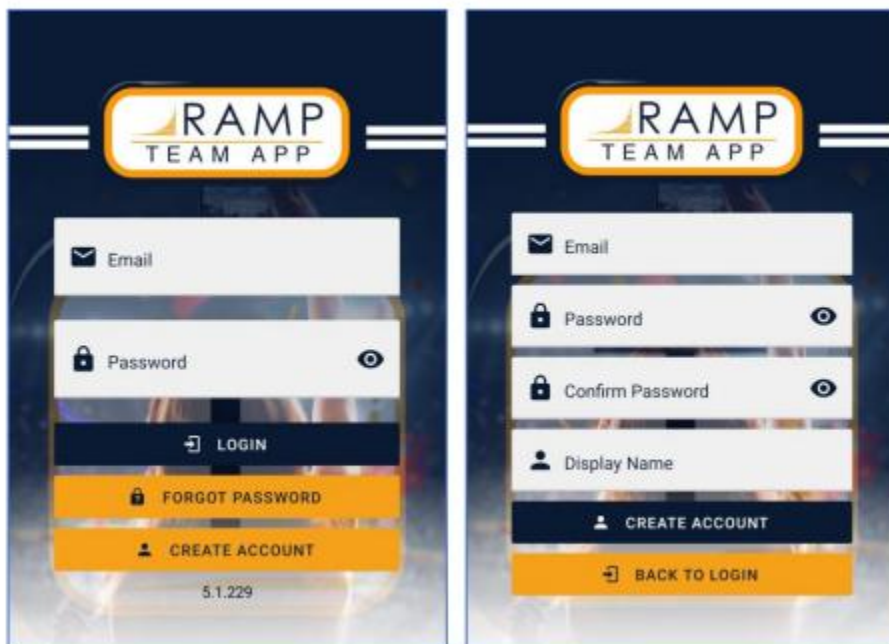 RAMP
TEAM APP
Email
Password
LOGIN
FORGOT PASSWORD
CREATE ACCOUNT
5.1.229
RAMP
TEAM APP
Email
Password
Confirm Password
Display Name
CREATE ACCOUNT
BACK TO LOGIN